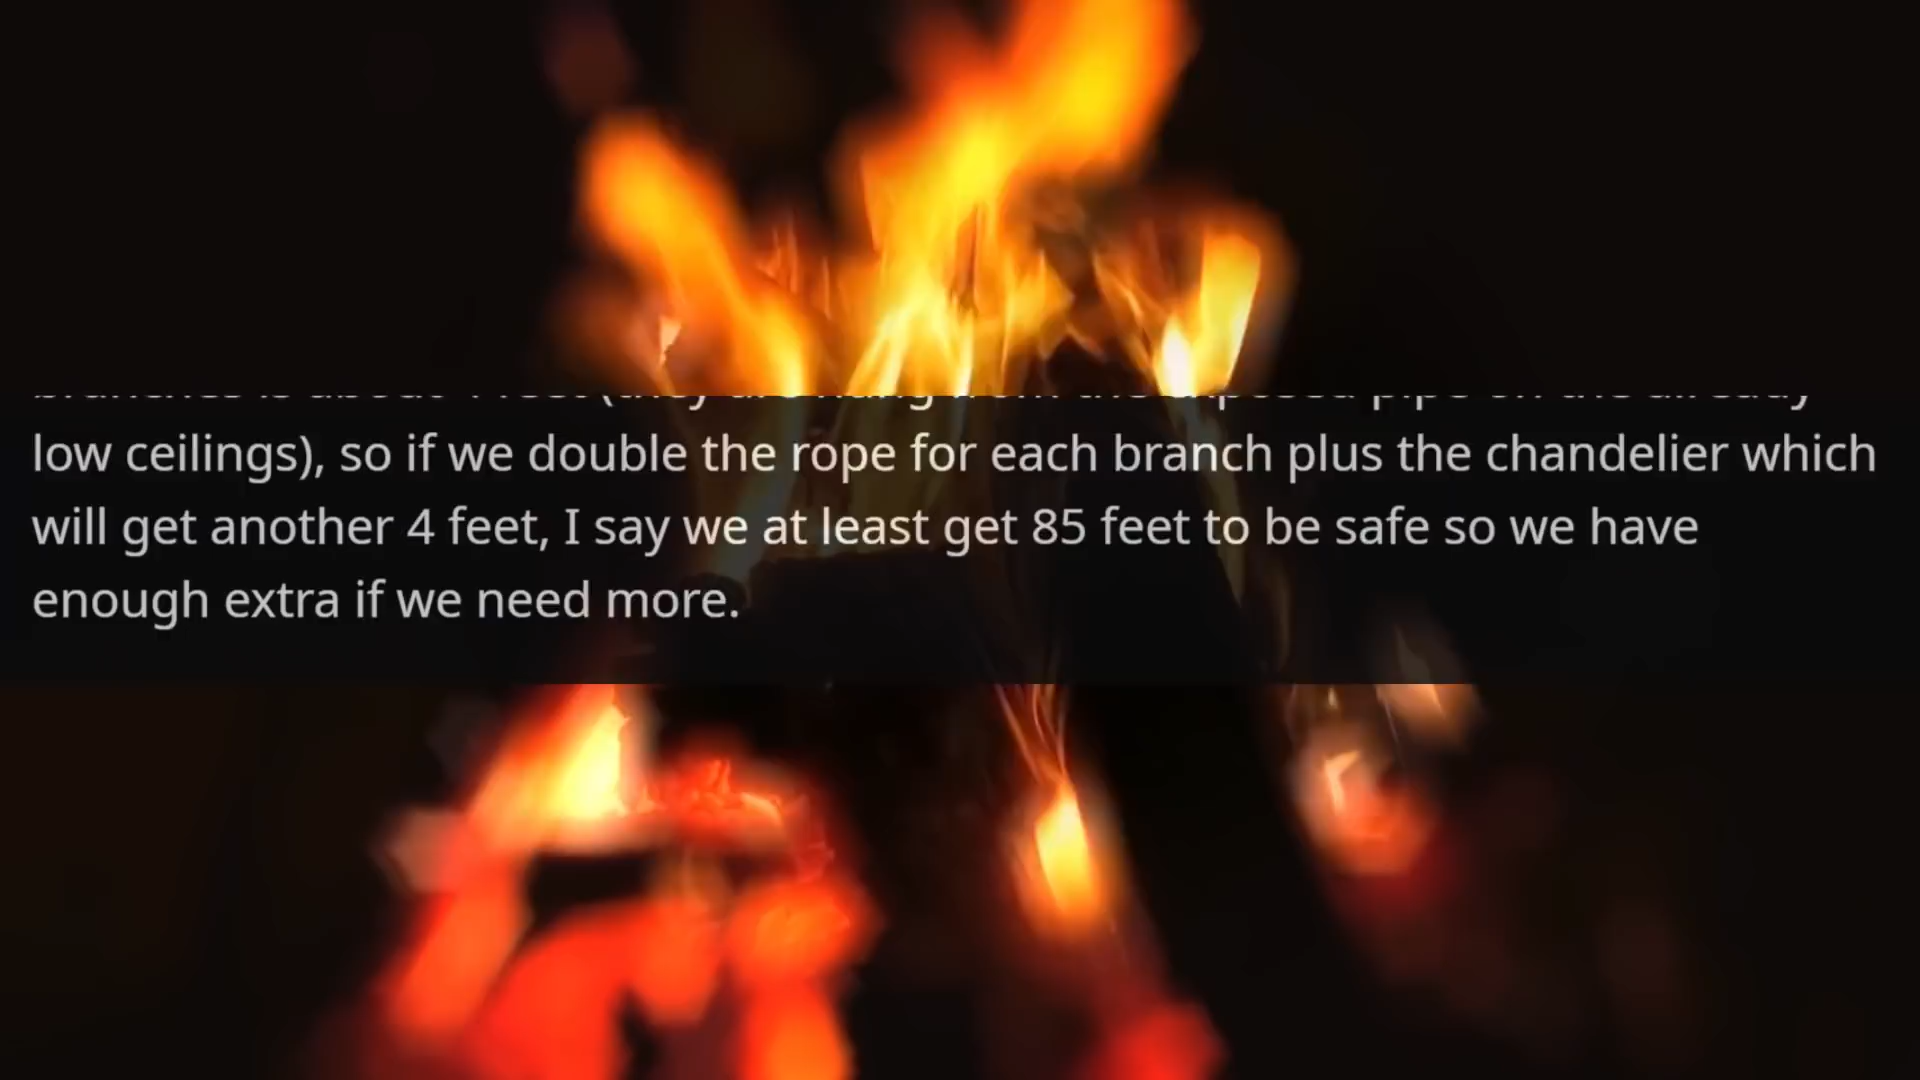 low ceilings), so if we double the rope for each branch plus the chandelier which
will get another 4 feet, I say we at least get 85 feet to be safe so we have
enough extra if we need more.